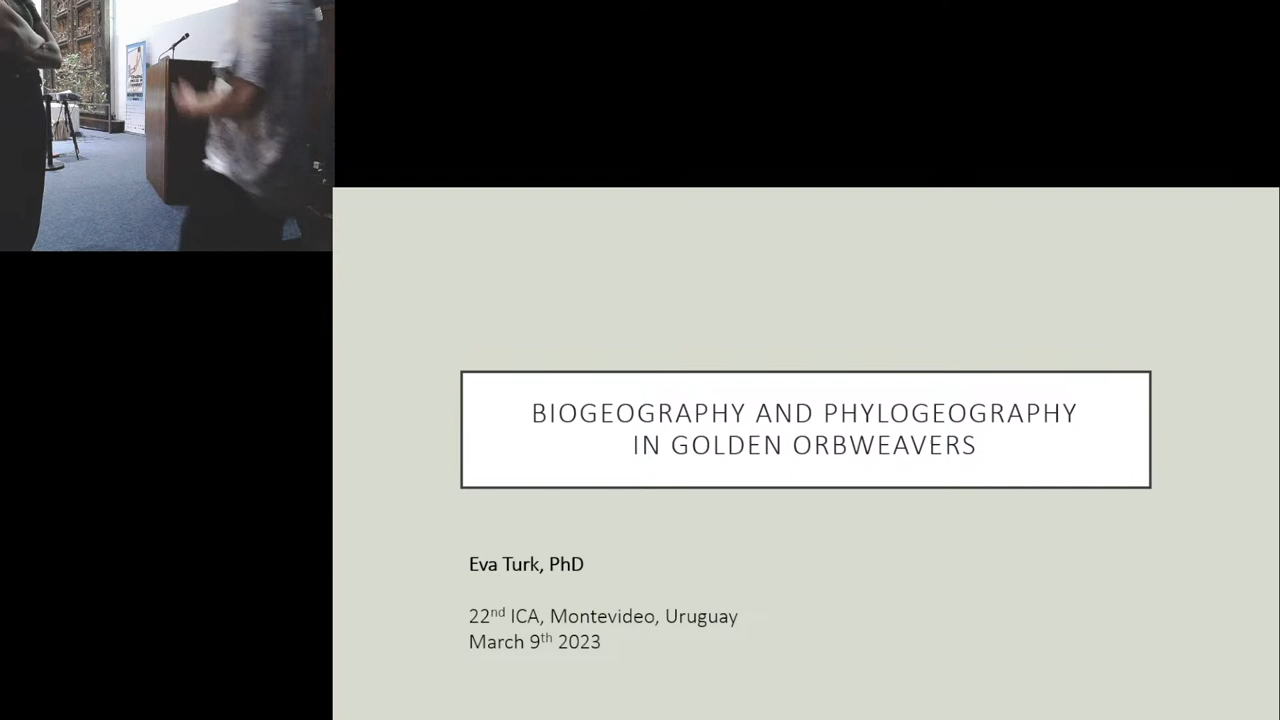 BIOGEOGRAPHY AND PHYLOGEOGRAPHY
IN GOLDEN ORBWEAVERS
Eva Turk, PhD
22nd ICA, Montevideo, Uruguay
March 9th 2023